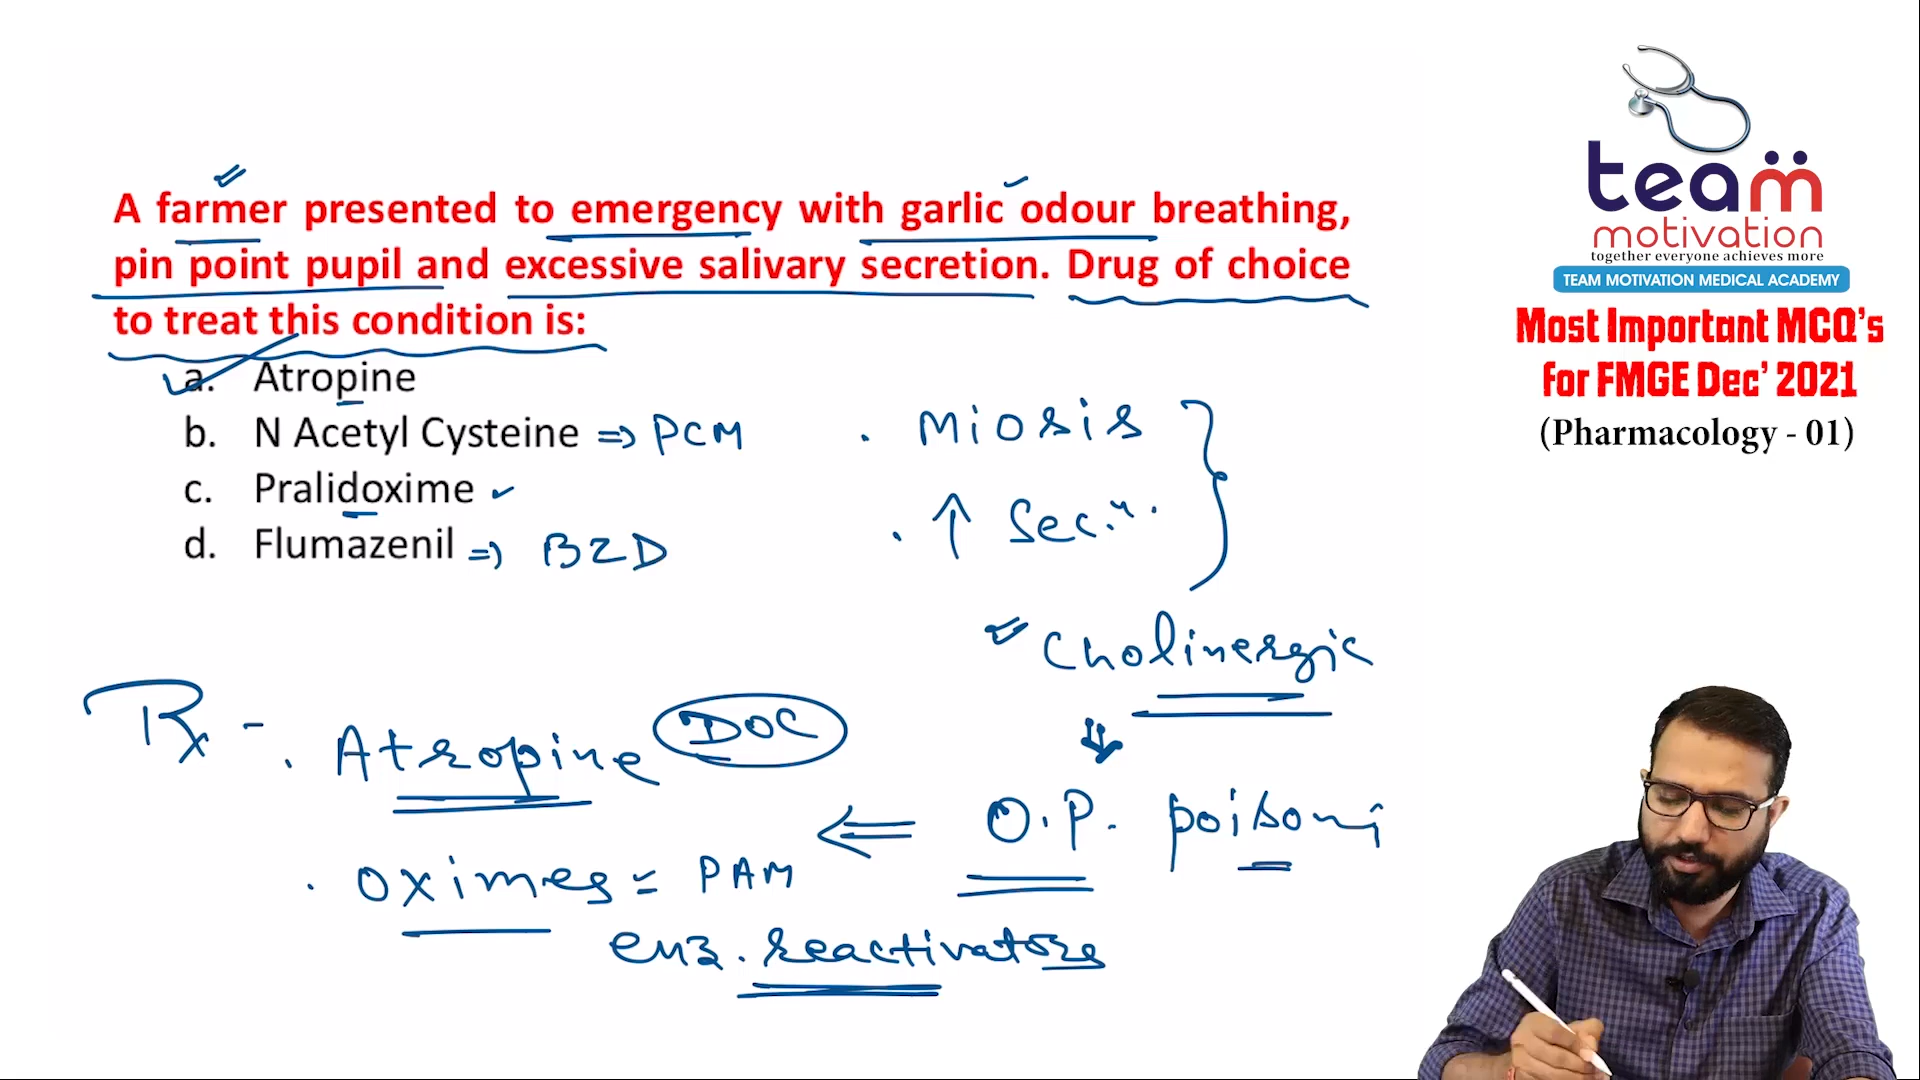 A farmer presented to emergency with garlic odour breathing,
pin point pupil and excessive salivary secretion. Drug of choice
to treat this condition is:
a. Atropine
b. N Acetyl Cysteine ⇒ PCM
c. Pralidoxime ✓
d. Flumazenil ⇒ BZD
. Miosis
. ↑ Sec.n.
Cholinergic
O.P. poisoni
Rx - . Atropine DOC
. Oximes = PAM
enz. reactivators
team
motivation
together everyone achieves more
TEAM MOTIVATION MEDICAL ACADEMY
Most Important MCQ's
for FMGE Dec' 2021
(Pharmacology - 01)